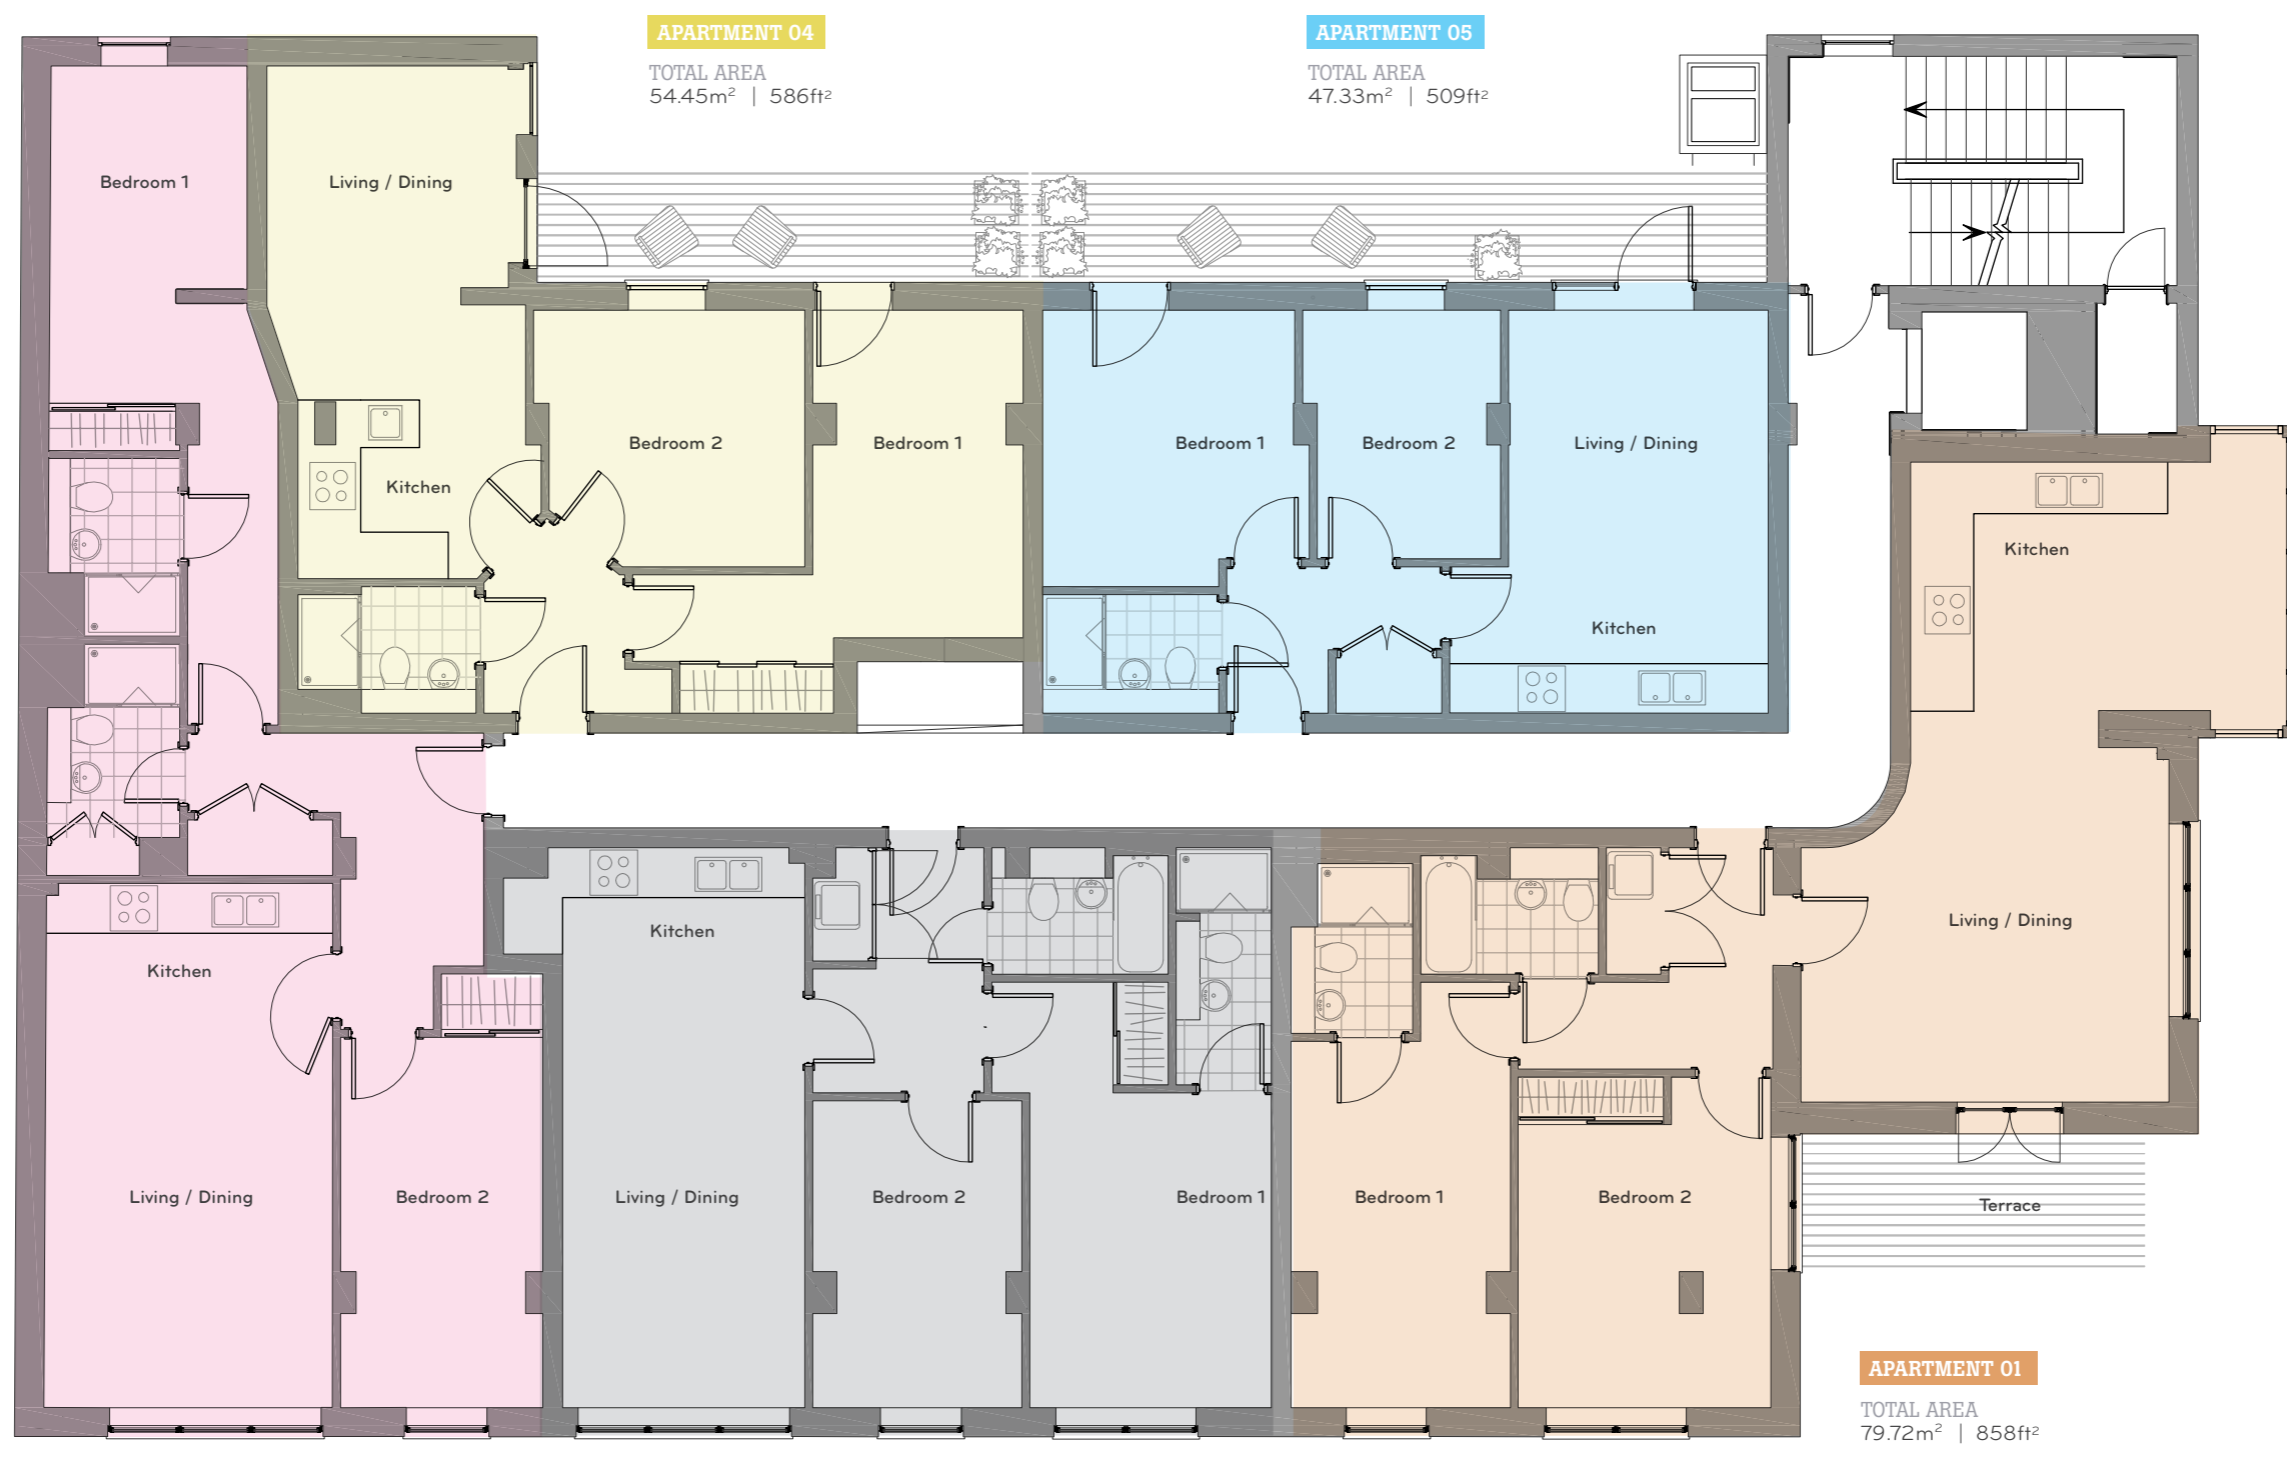 APARTMENT 04
TOTAL AREA
54.45m² | 586ft²
APARTMENT 05
TOTAL AREA
47.33m² | 509ft²
Bedroom 1
Living / Dining
Bedroom 2
Bedroom 1
Bedroom 1
Bedroom 2
Living / Dining
Kitchen
Kitchen
Kitchen
Kitchen
Living / Dining
Kitchen
Kitchen
Living / Dining
Bedroom 2
Living / Dining
Bedroom 2
Bedroom 1
Bedroom 1
Bedroom 2
Terrace
APARTMENT 01
TOTAL AREA
79.72m² | 858ft²